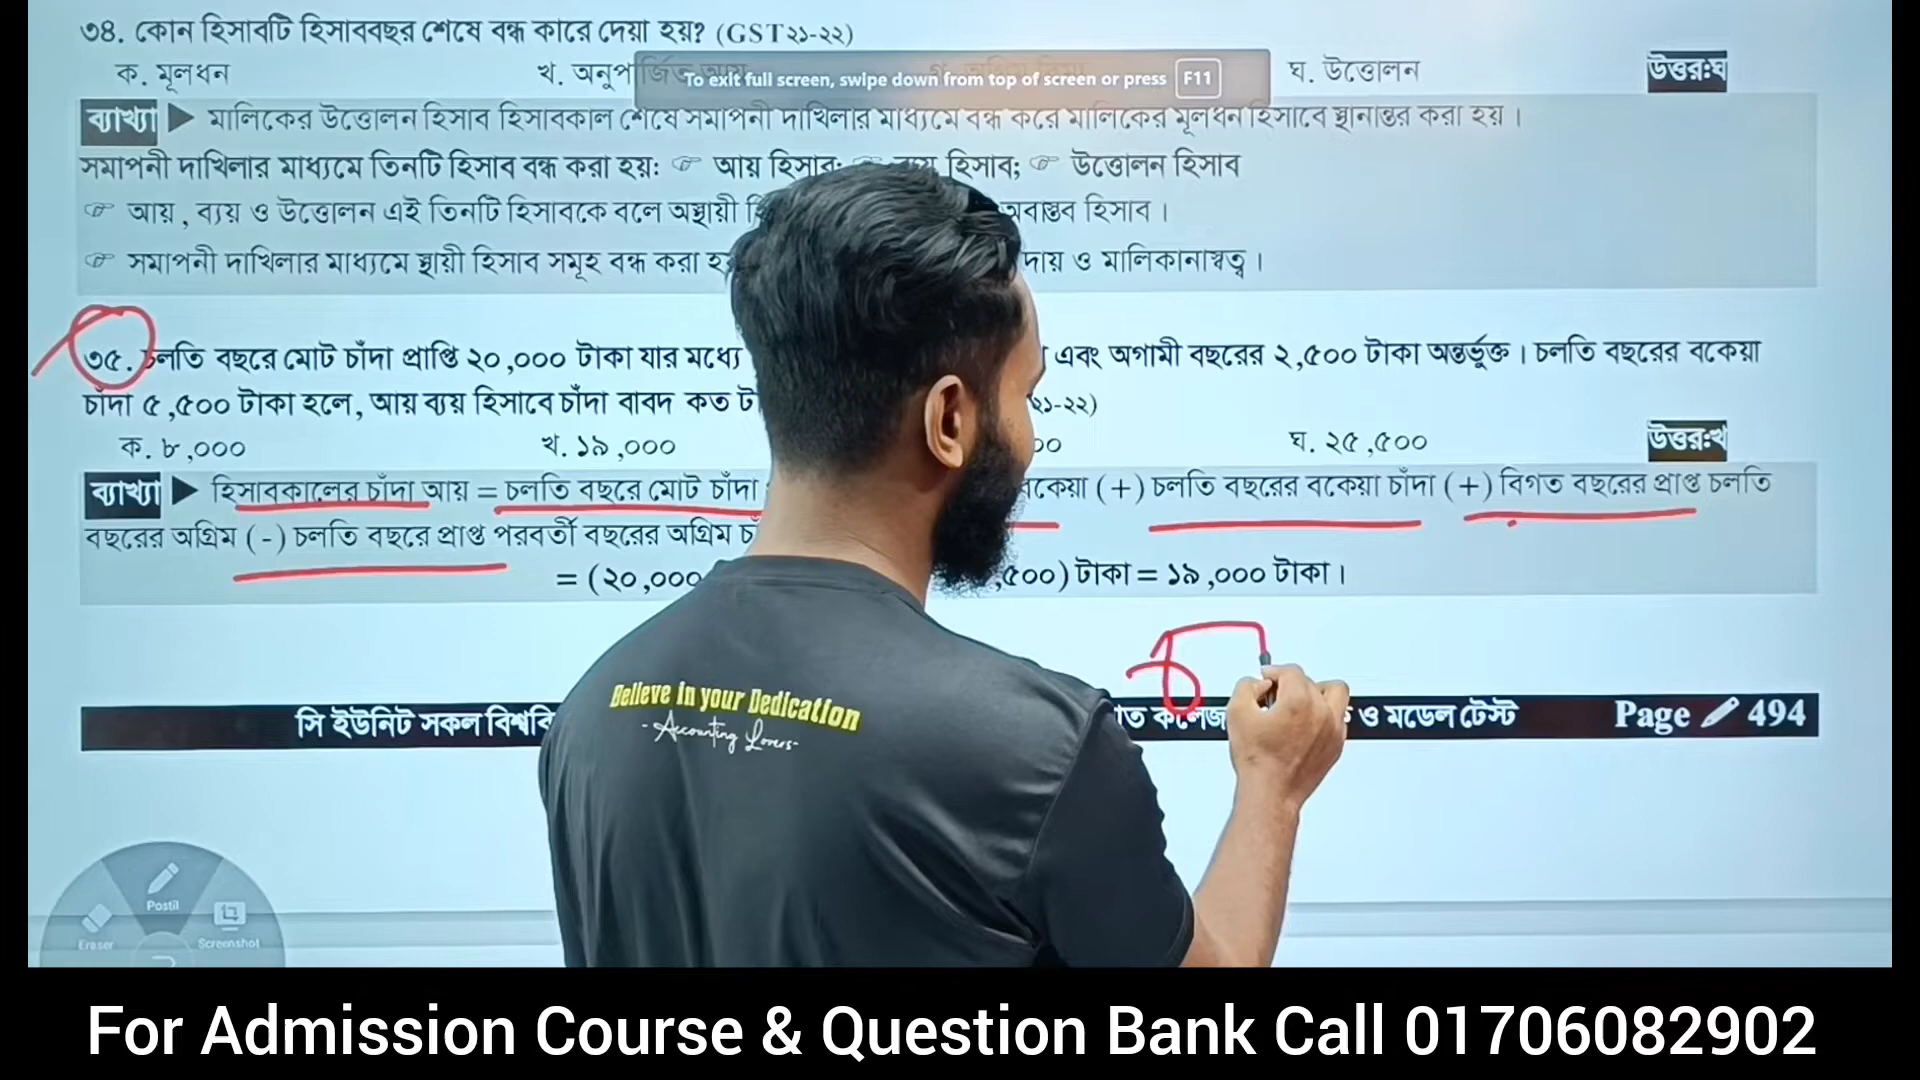 ৩৪. কোন হিসাবটি হিসাববছর শেষে বন্ধ কারে দেয়া হয়? (GST২১-২২)
ক. মূলধন খ. অনুপার্জিত আয় ঘ. উত্তোলন উত্তর:ঘ
To exit full screen, swipe down from top of screen or press F11
ব্যাখ্যা ▶ মালিকের উত্তোলন হিসাব হিসাবকাল শেষে সমাপনী দাখিলার মাধ্যমে বন্ধ করে মালিকের মূলধন হিসাবে স্থানান্তর করা হয়।
সমাপনী দাখিলার মাধ্যমে তিনটি হিসাব বন্ধ করা হয়: ☞ আয় হিসাব; ব্যয় হিসাব; ☞ উত্তোলন হিসাব
☞ আয়, ব্যয় ও উত্তোলন এই তিনটি হিসাবকে বলে অস্থায়ী অবাস্তব হিসাব।
☞ সমাপনী দাখিলার মাধ্যমে স্থায়ী হিসাব সমূহ বন্ধ করা দায় ও মালিকানাস্বত্ব।
৩৫. চলতি বছরে মোট চাঁদা প্রাপ্তি ২০,০০০ টাকা যার মধ্যে এবং অগামী বছরের ২,৫০০ টাকা অন্তর্ভুক্ত। চলতি বছরের বকেয়া
চাঁদা ৫,৫০০ টাকা হলে, আয় ব্যয় হিসাবে চাঁদা বাবদ কত ২১-২২)
ক. ৮,০০০ খ. ১৯,০০০ ঘ. ২৫,৫০০ উত্তর:খ
ব্যাখ্যা ▶ হিসাবকালের চাঁদা আয় = চলতি বছরে মোট চাঁদা বকেয়া (+) চলতি বছরের বকেয়া চাঁদা (+) বিগত বছরের প্রাপ্ত চলতি
বছরের অগ্রিম (-) চলতি বছরে প্রাপ্ত পরবর্তী বছরের অগ্রিম
= (২০,০০০ ,৫০০) টাকা = ১৯,০০০ টাকা।
সি ইউনিট সকল কলেজ ও মডেল টেস্ট Page 494
Believe in your Dedication
- Accounting Lovers -
Postil
Eraser Screenshot
For Admission Course & Question Bank Call 01706082902